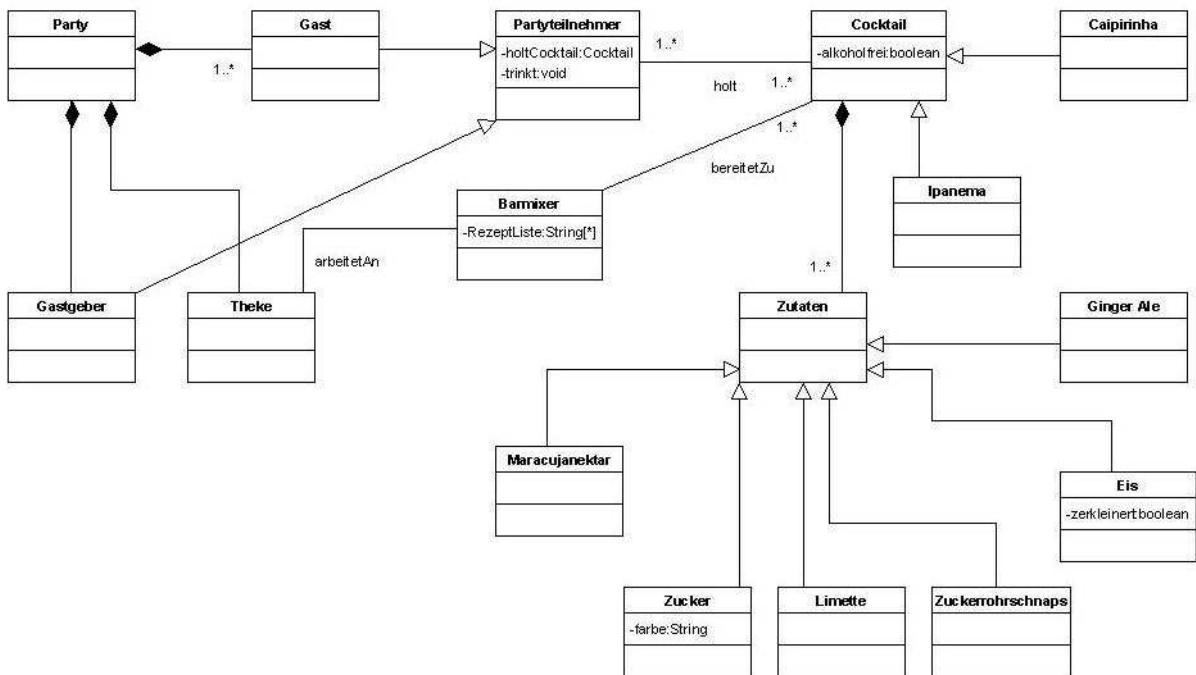 Party
Gast
Partyteilnehmer
-holtCocktail:Cocktail
-trinkt:void
Cocktail
-alkoholfrei:boolean
Caipirinha
1..*
1..*
holt
1..*
1..*
bereitetZu
Barmixer
-RezeptListe:String[*]
Ipanema
arbeitetAn
1..*
Gastgeber
Theke
Zutaten
Ginger Ale
Maracujanektar
Eis
-zerkleinert:boolean
Zucker
-farbe:String
Limette
Zuckerrohrschnaps